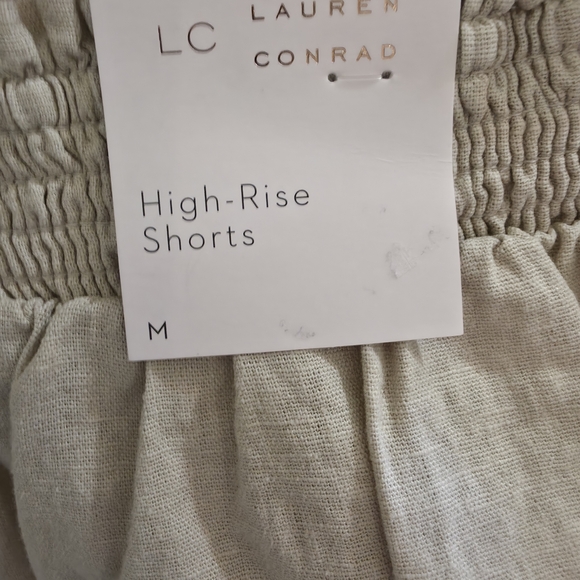 LC
LAUREN
CONRAD
High-Rise
Shorts
M